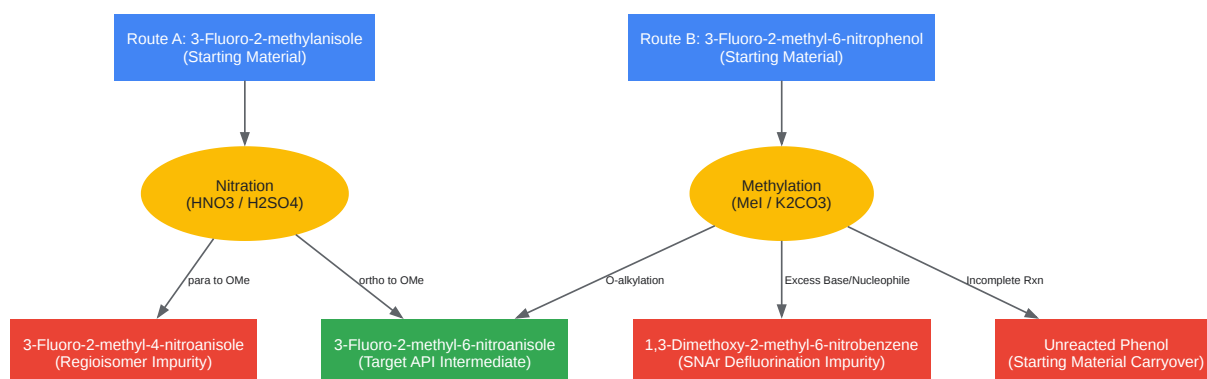 Route A: 3-Fluoro-2-methylanisole
(Starting Material)
Route B: 3-Fluoro-2-methyl-6-nitrophenol
(Starting Material)
Nitration
(HNO3 / H2SO4)
Methylation
(MeI / K2CO3)
para to OMe
ortho to OMe
O-alkylation
Excess Base/Nucleophile
Incomplete Rxn
3-Fluoro-2-methyl-4-nitroanisole
(Regioisomer Impurity)
3-Fluoro-2-methyl-6-nitroanisole
(Target API Intermediate)
1,3-Dimethoxy-2-methyl-6-nitrobenzene
(SNAr Defluorination Impurity)
Unreacted Phenol
(Starting Material Carryover)